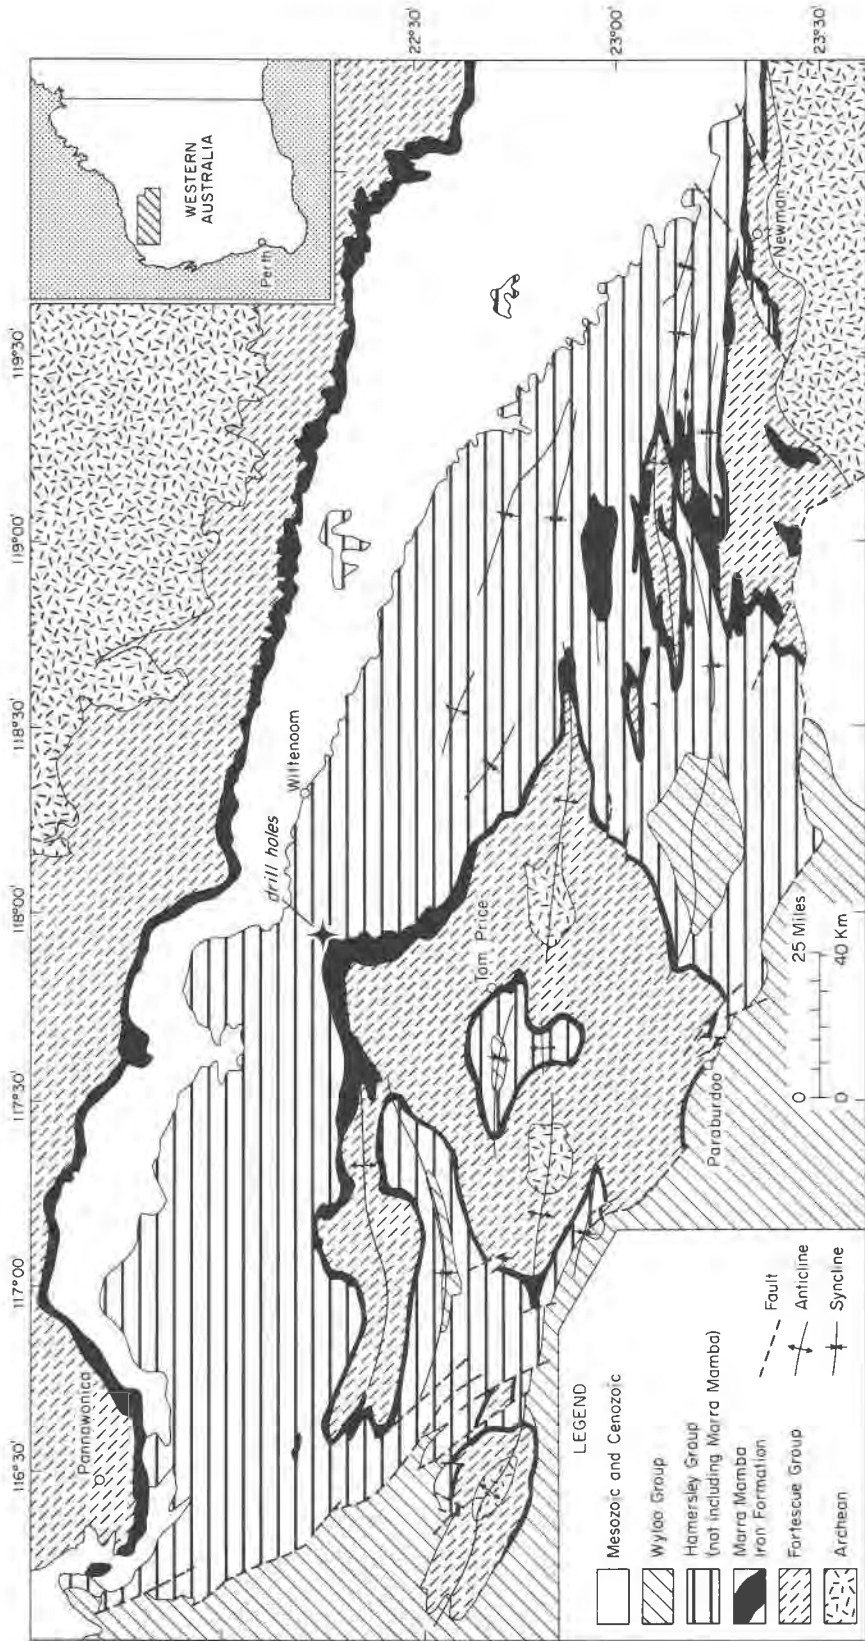 116°30'
117°00'
117°30'
118°00'
118°30'
119°00'
119°30'
22°30'
23°00'
23°30'
WESTERN
AUSTRALIA
Perth
Pannawonica
drill holes
Wittenoom
Tom Price
Paraburdoo
Newman
0 25 Miles
0 40 Km
LEGEND
Mesozoic and Cenozoic
Wyloo Group
Hamersley Group
(not including Marra Mamba)
Marra Mamba
Iron Formation
Fortescue Group
Archean
Fault
Anticline
Syncline